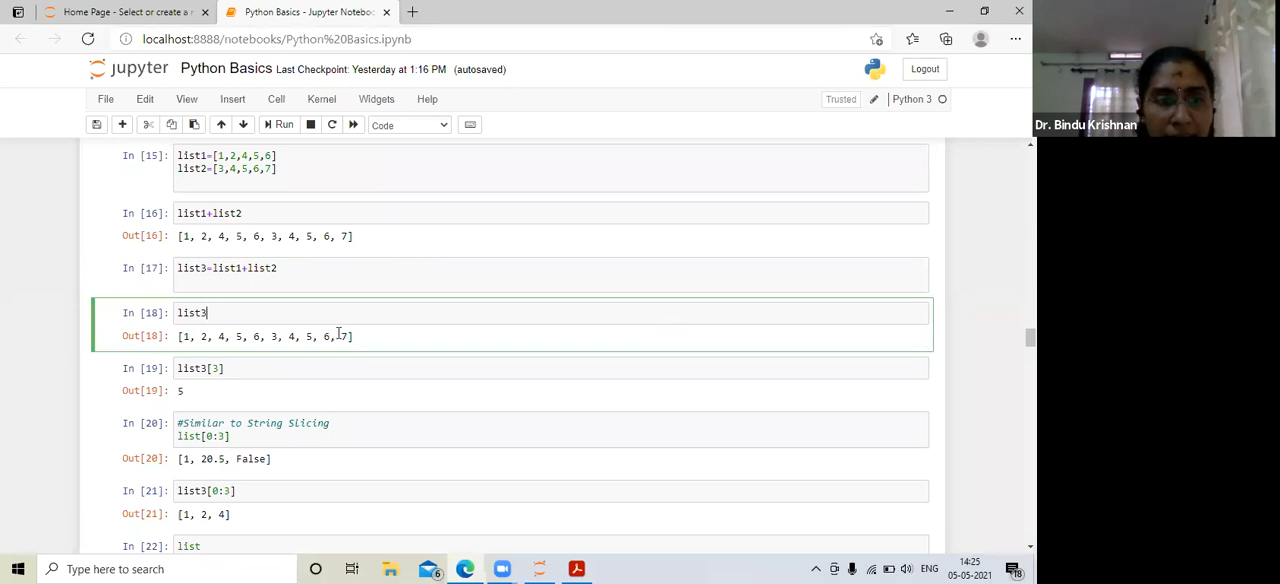 Home Page - Select or create a n
Python Basics - Jupyter Noteboo
localhost:8888/notebooks/Python%20Basics.ipynb
jupyter Python Basics Last Checkpoint: Yesterday at 1:16 PM (autosaved)
Logout
File Edit View Insert Cell Kernel Widgets Help
Trusted
Python 3
Run
Code
Dr. Bindu Krishnan
In [15]: list1=[1,2,4,5,6]
list2=[3,4,5,6,7]
In [16]: list1+list2
Out[16]: [1, 2, 4, 5, 6, 3, 4, 5, 6, 7]
In [17]: list3=list1+list2
In [18]: list3
Out[18]: [1, 2, 4, 5, 6, 3, 4, 5, 6, 7]
In [19]: list3[3]
Out[19]: 5
In [20]: #Similar to String Slicing
list[0:3]
Out[20]: [1, 20.5, False]
In [21]: list3[0:3]
Out[21]: [1, 2, 4]
In [22]: list
Type here to search
6
ENG
14:25
05-05-2021
18